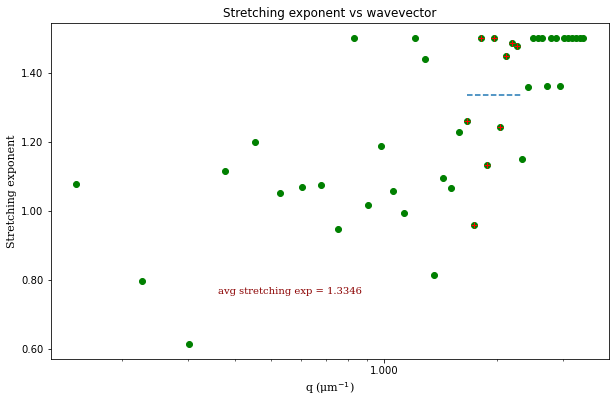 Stretching exponent vs wavevector
Stretching exponent
1.40
1.20
1.00
0.80
0.60
avg stretching exp = 1.3346
1.000
q (μm⁻¹)